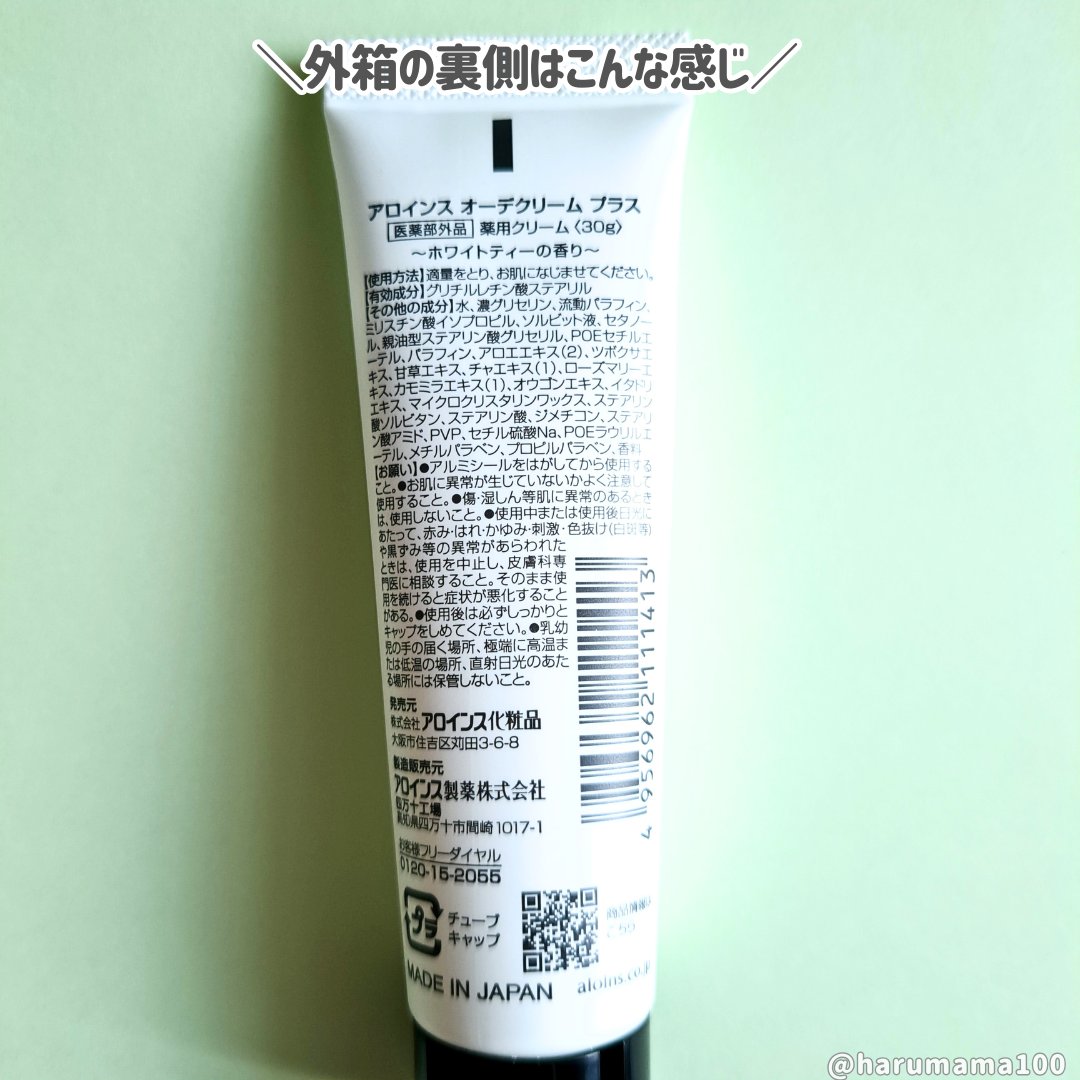 ＼外箱の裏側はこんな感じ／
アロインス オーデクリーム プラス
医薬部外品 薬用クリーム〈30g〉
～ホワイトティーの香り～
【使用方法】適量をとり、お肌になじませてください。
【有効成分】グリチルレチン酸ステアリル
【その他の成分】水、濃グリセリン、流動パラフィン、
ミリスチン酸イソプロピル、ソルビット液、セタノー
ル、親油型ステアリン酸グリセリル、POEセチルエ
ーテル、パラフィン、アロエエキス(2)、ツボクサエ
キス、甘草エキス、チャエキス(1)、ローズマリーエ
キス、カモミラエキス(1)、オウゴンエキス、イタドリ
エキス、マイクロクリスタリンワックス、ステアリン
酸ソルビタン、ステアリン酸、ジメチコン、ステアリ
ン酸アミド、PVP、セチル硫酸Na、POEラウリルエ
ーテル、メチルパラベン、プロピルパラベン、香料
【お願い】●アルミシールをはがしてから使用する
こと。●お肌に異常が生じていないかよく注意して
使用すること。●傷・湿しん等肌に異常のあるとき
は、使用しないこと。●使用中または使用後日光に
あたって、赤み・はれ・かゆみ・刺激・色抜け(白斑等)
や黒ずみ等の異常があらわれた
ときは、使用を中止し、皮膚科専
門医に相談すること。そのまま使
用を続けると症状が悪化すること
がある。●使用後は必ずしっかりと
キャップをしめてください。●乳幼
児の手の届く場所、極端に高温ま
たは低温の場所、直射日光のあた
る場所には保管しないこと。
発売元
株式会社アロインス化粧品
大阪市住吉区苅田3-6-8
製造販売元
アロインス製薬株式会社
四万十工場
高知県四万十市間崎1017-1
お客様フリーダイヤル
0120-15-2055
4956962111413
プラ
チューブ
キャップ
商品情報は
こちら
MADE IN JAPAN
aloins.co.jp
@harumama100